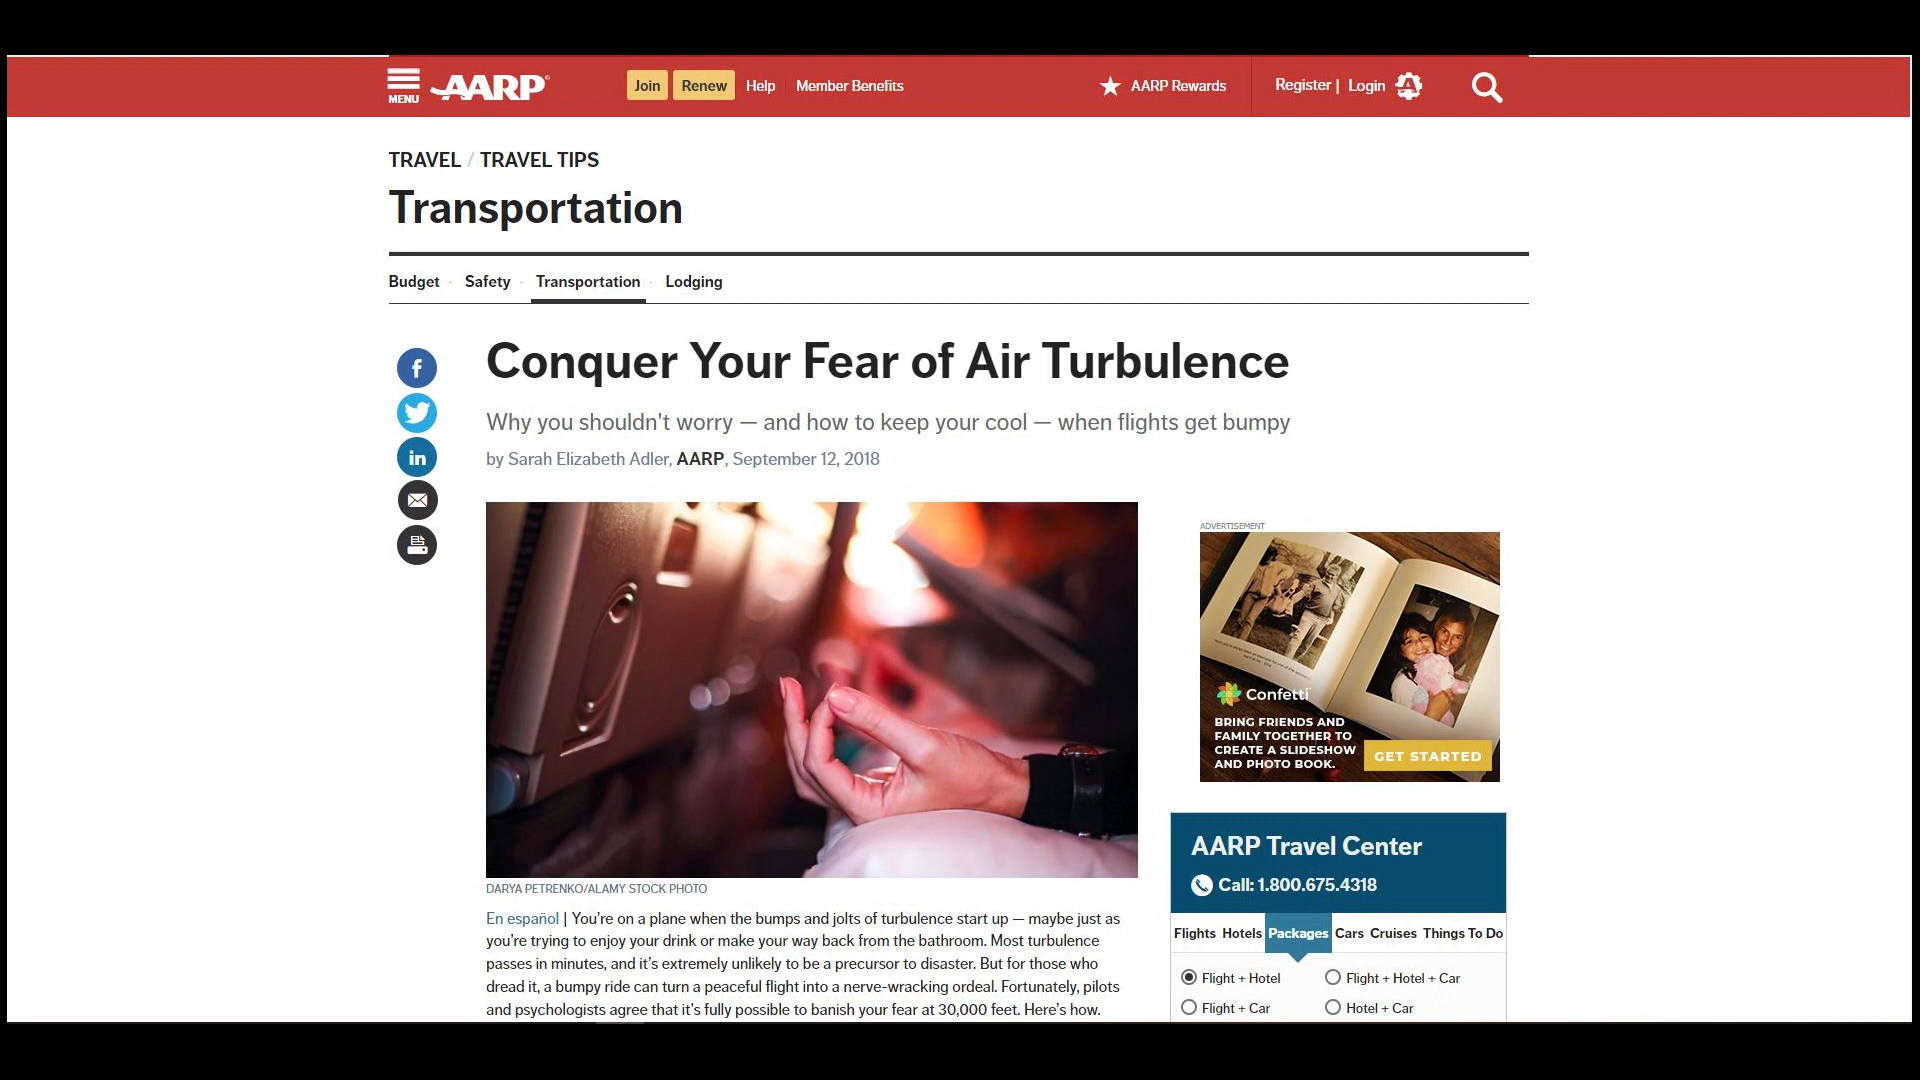 MENU
AARP
Join
Renew
Help
Member Benefits
AARP Rewards
Register |
Login
TRAVEL / TRAVEL TIPS
Transportation
Budget
Safety
Transportation
Lodging
Conquer Your Fear of Air Turbulence
Why you shouldn't worry — and how to keep your cool — when flights get bumpy
by Sarah Elizabeth Adler, AARP, September 12, 2018
DARYA PETRENKO/ALAMY STOCK PHOTO
En español | You’re on a plane when the bumps and jolts of turbulence start up — maybe just as
you’re trying to enjoy your drink or make your way back from the bathroom. Most turbulence
passes in minutes, and it’s extremely unlikely to be a precursor to disaster. But for those who
dread it, a bumpy ride can turn a peaceful flight into a nerve-wracking ordeal. Fortunately, pilots
and psychologists agree that it’s fully possible to banish your fear at 30,000 feet. Here’s how.
ADVERTISEMENT
Confetti
BRING FRIENDS AND
FAMILY TOGETHER TO
CREATE A SLIDESHOW
AND PHOTO BOOK.
GET STARTED
AARP Travel Center
Call: 1.800.675.4318
Flights Hotels Packages Cars Cruises Things To Do
Flight + Hotel
Flight + Hotel + Car
Flight + Car
Hotel + Car